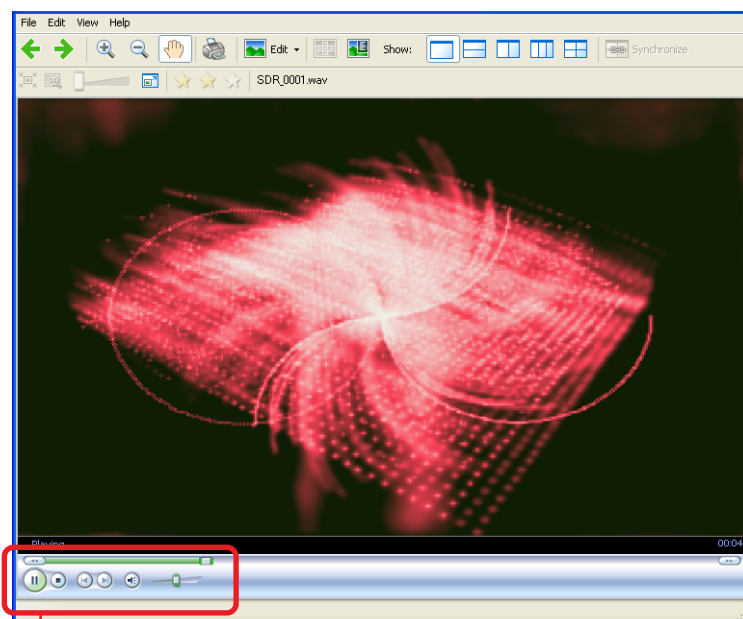 File Edit View Help
Edit Show: Synchronize
SDR_0001.wav
Playing 00:04